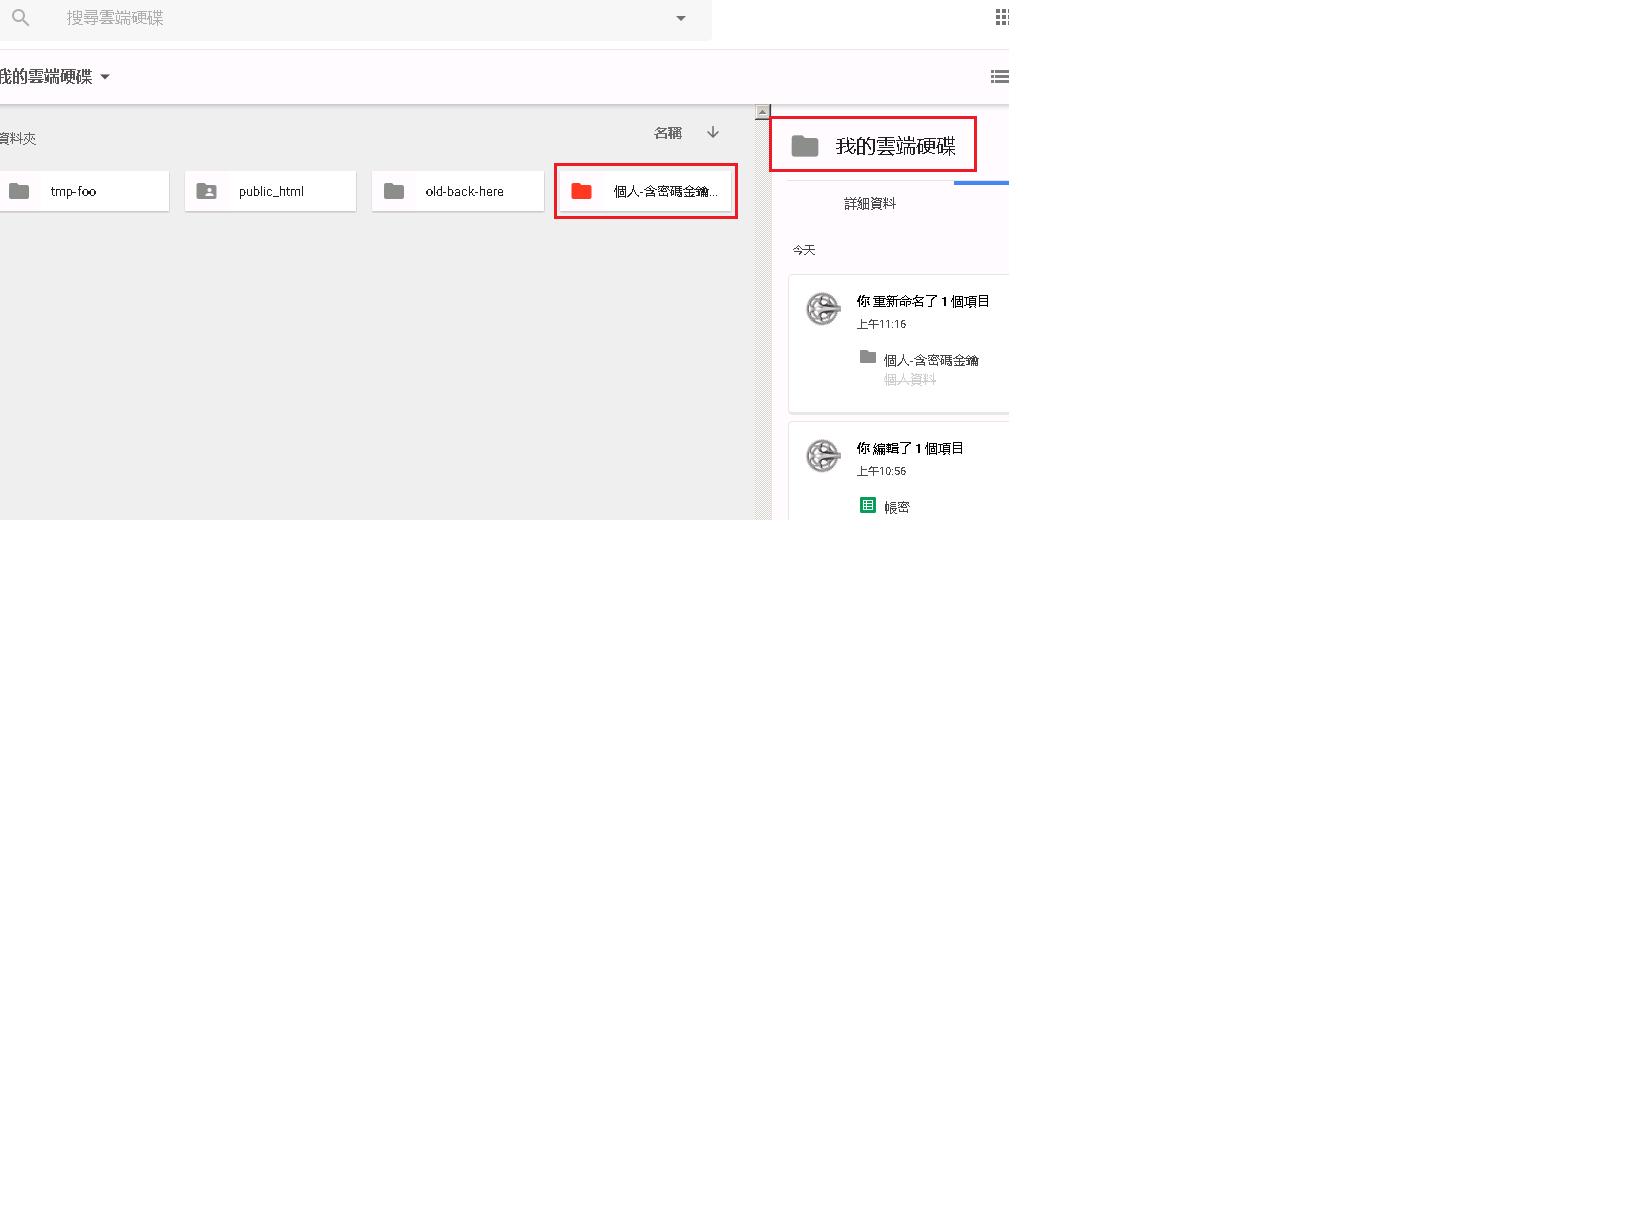 搜尋雲端硬碟
我的雲端硬碟
資料夾
名稱
tmp-foo
public_html
old-back-here
個人-含密碼金鑰...
我的雲端硬碟
詳細資料
今天
你 重新命名了 1 個項目
上午11:16
個人-含密碼金鑰
個人資料
你 編輯了 1 個項目
上午10:56
帳密